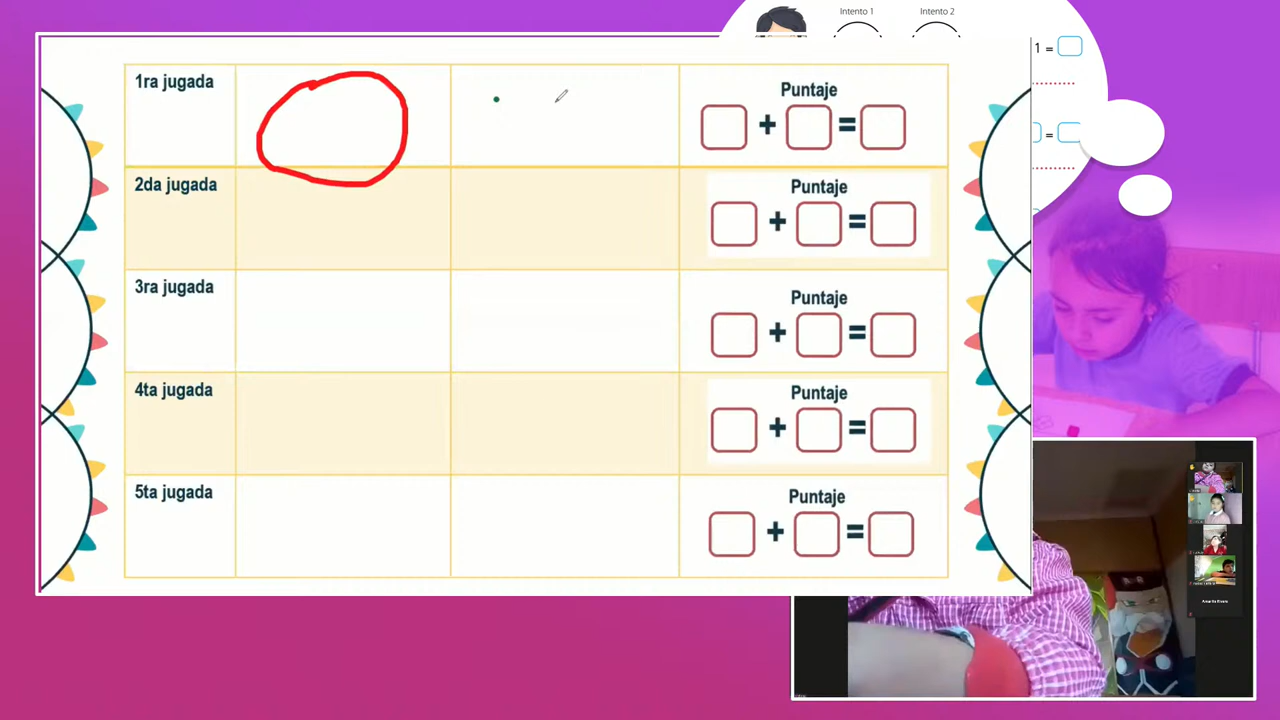 Intento 1 Intento 2
1 =
=
1ra jugada
Puntaje
+ =
2da jugada
Puntaje
+ =
3ra jugada
Puntaje
+ =
4ta jugada
Puntaje
+ =
5ta jugada
Puntaje
+ =